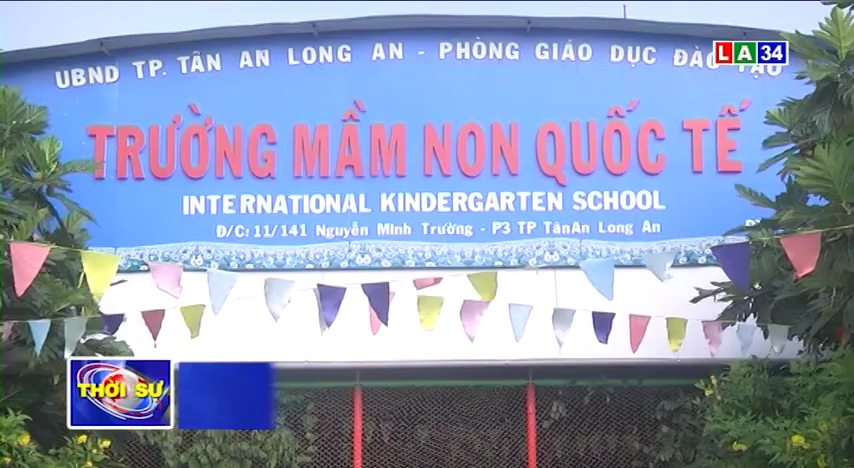 LA34
UBND TP. TÂN AN LONG AN - PHÒNG GIÁO DỤC ĐÀO TẠO
TRƯỜNG MẦM NON QUỐC TẾ
INTERNATIONAL KINDERGARTEN SCHOOL
Đ/C: 11/141 NGUYỄN MINH TRƯỜNG - P3 TP TÂNAN LONG AN
THỜI SỰ